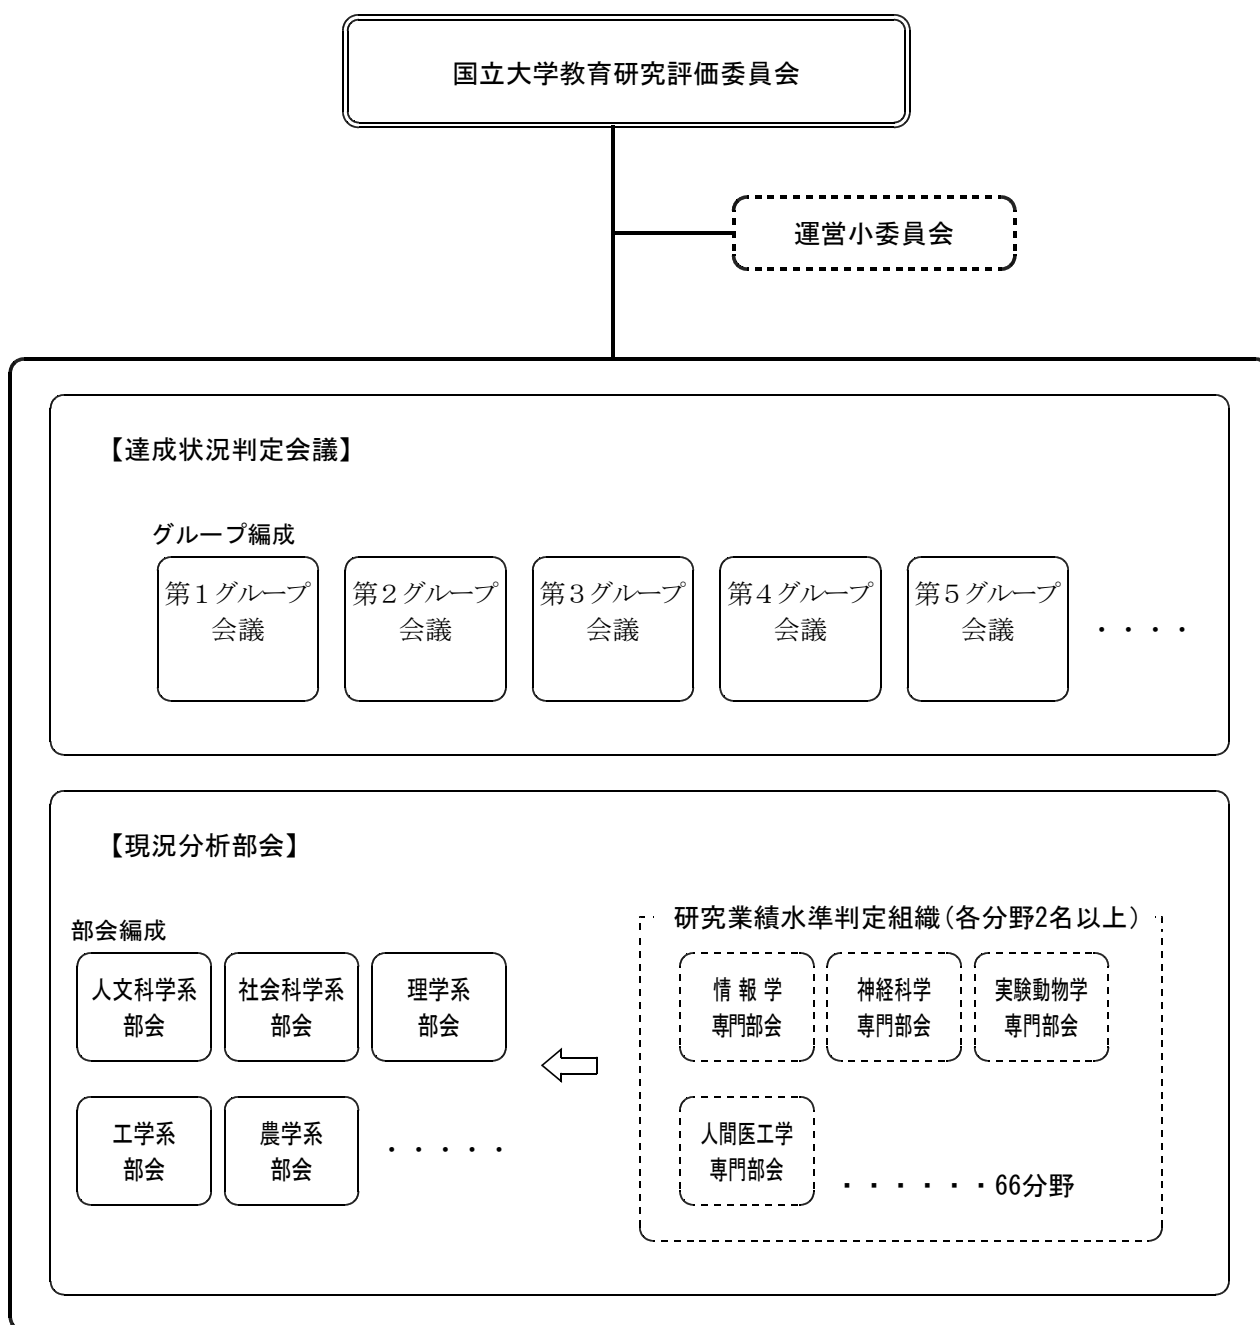 国立大学教育研究評価委員会
運営小委員会
【達成状況判定会議】
グループ編成
第１グループ
会議
第２グループ
会議
第３グループ
会議
第４グループ
会議
第５グループ
会議
・・・・
【現況分析部会】
部会編成
人文科学系
部会
社会科学系
部会
理学系
部会
工学系
部会
農学系
部会
・・・・・
研究業績水準判定組織（各分野2名以上）
情 報 学
専門部会
神経科学
専門部会
実験動物学
専門部会
人間医工学
専門部会
・・・・・・66分野